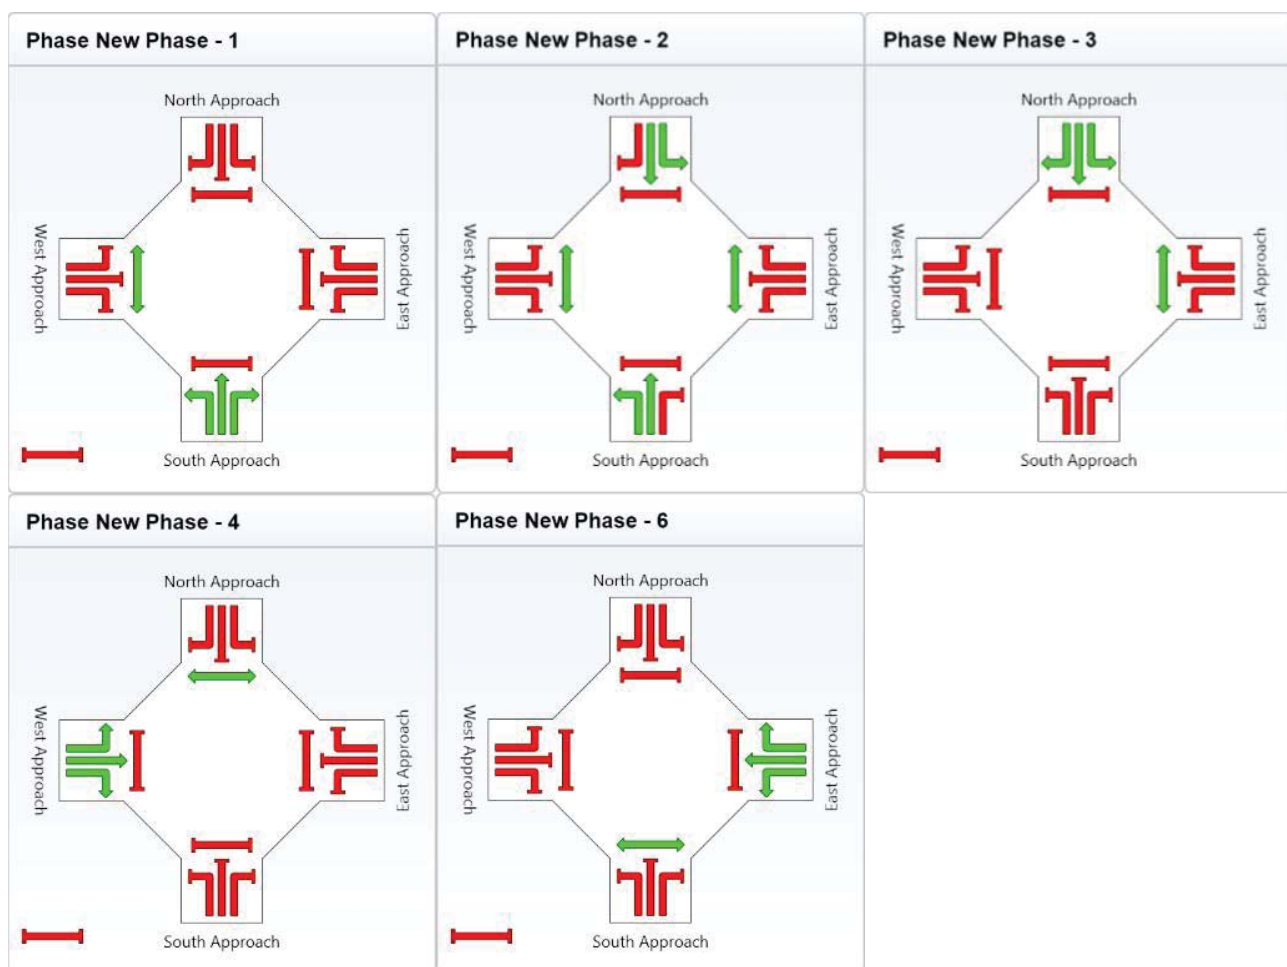 Phase New Phase - 1
North Approach
West Approach
East Approach
South Approach
Phase New Phase - 2
North Approach
West Approach
East Approach
South Approach
Phase New Phase - 3
North Approach
West Approach
East Approach
South Approach
Phase New Phase - 4
North Approach
West Approach
East Approach
South Approach
Phase New Phase - 6
North Approach
West Approach
East Approach
South Approach